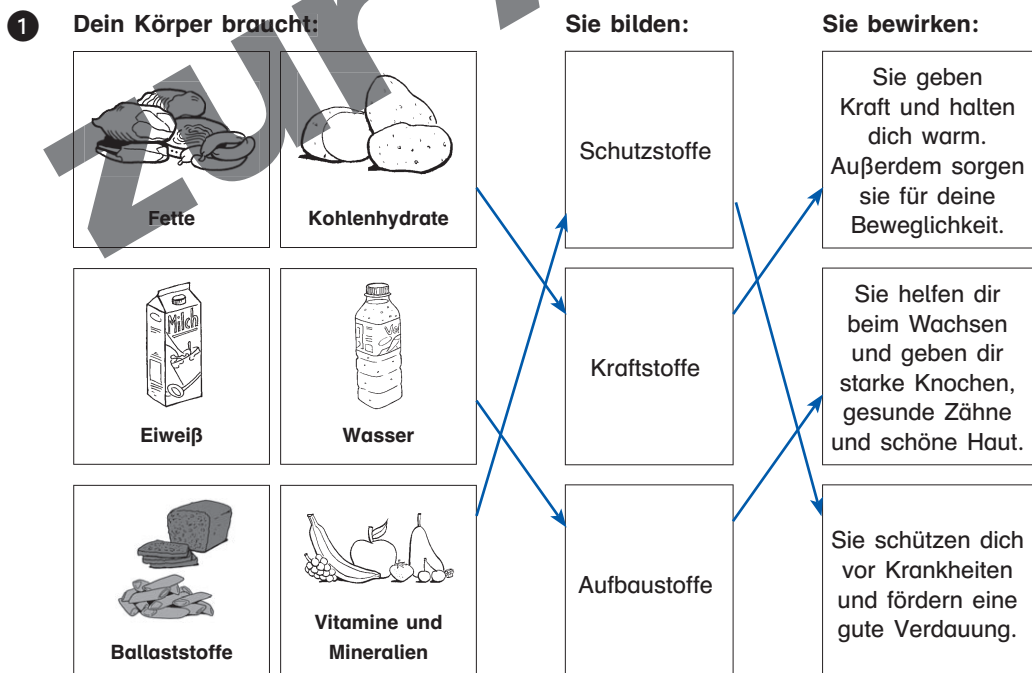 1 Dein Körper braucht: Sie bilden: Sie bewirken:
Fette
Kohlenhydrate
Schutzstoffe
Sie geben
Kraft und halten
dich warm.
Außerdem sorgen
sie für deine
Beweglichkeit.
Milch
Eiweiß
Wasser
Kraftstoffe
Sie helfen dir
beim Wachsen
und geben dir
starke Knochen,
gesunde Zähne
und schöne Haut.
Ballaststoffe
Vitamine und
Mineralien
Aufbaustoffe
Sie schützen dich
vor Krankheiten
und fördern eine
gute Verdauung.
Zur